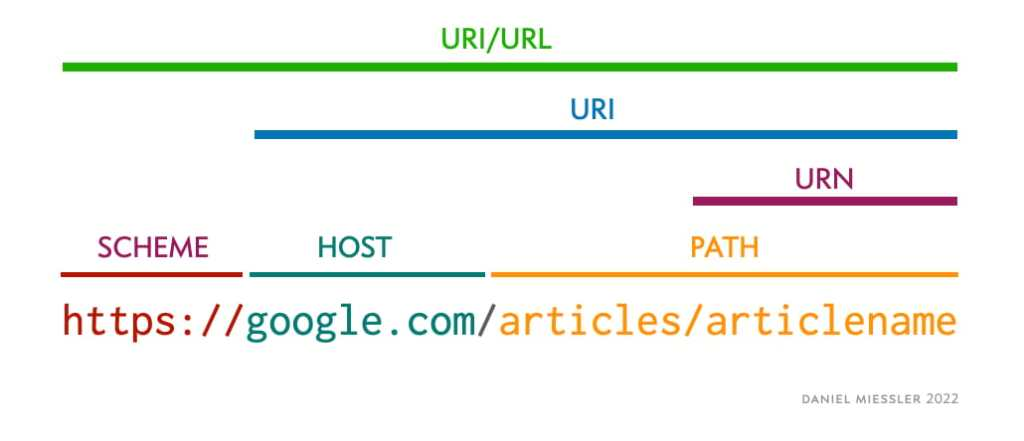 URI/URL
URI
URN
SCHEME HOST PATH
https://google.com/articles/articlename
DANIEL MIESSLER 2022